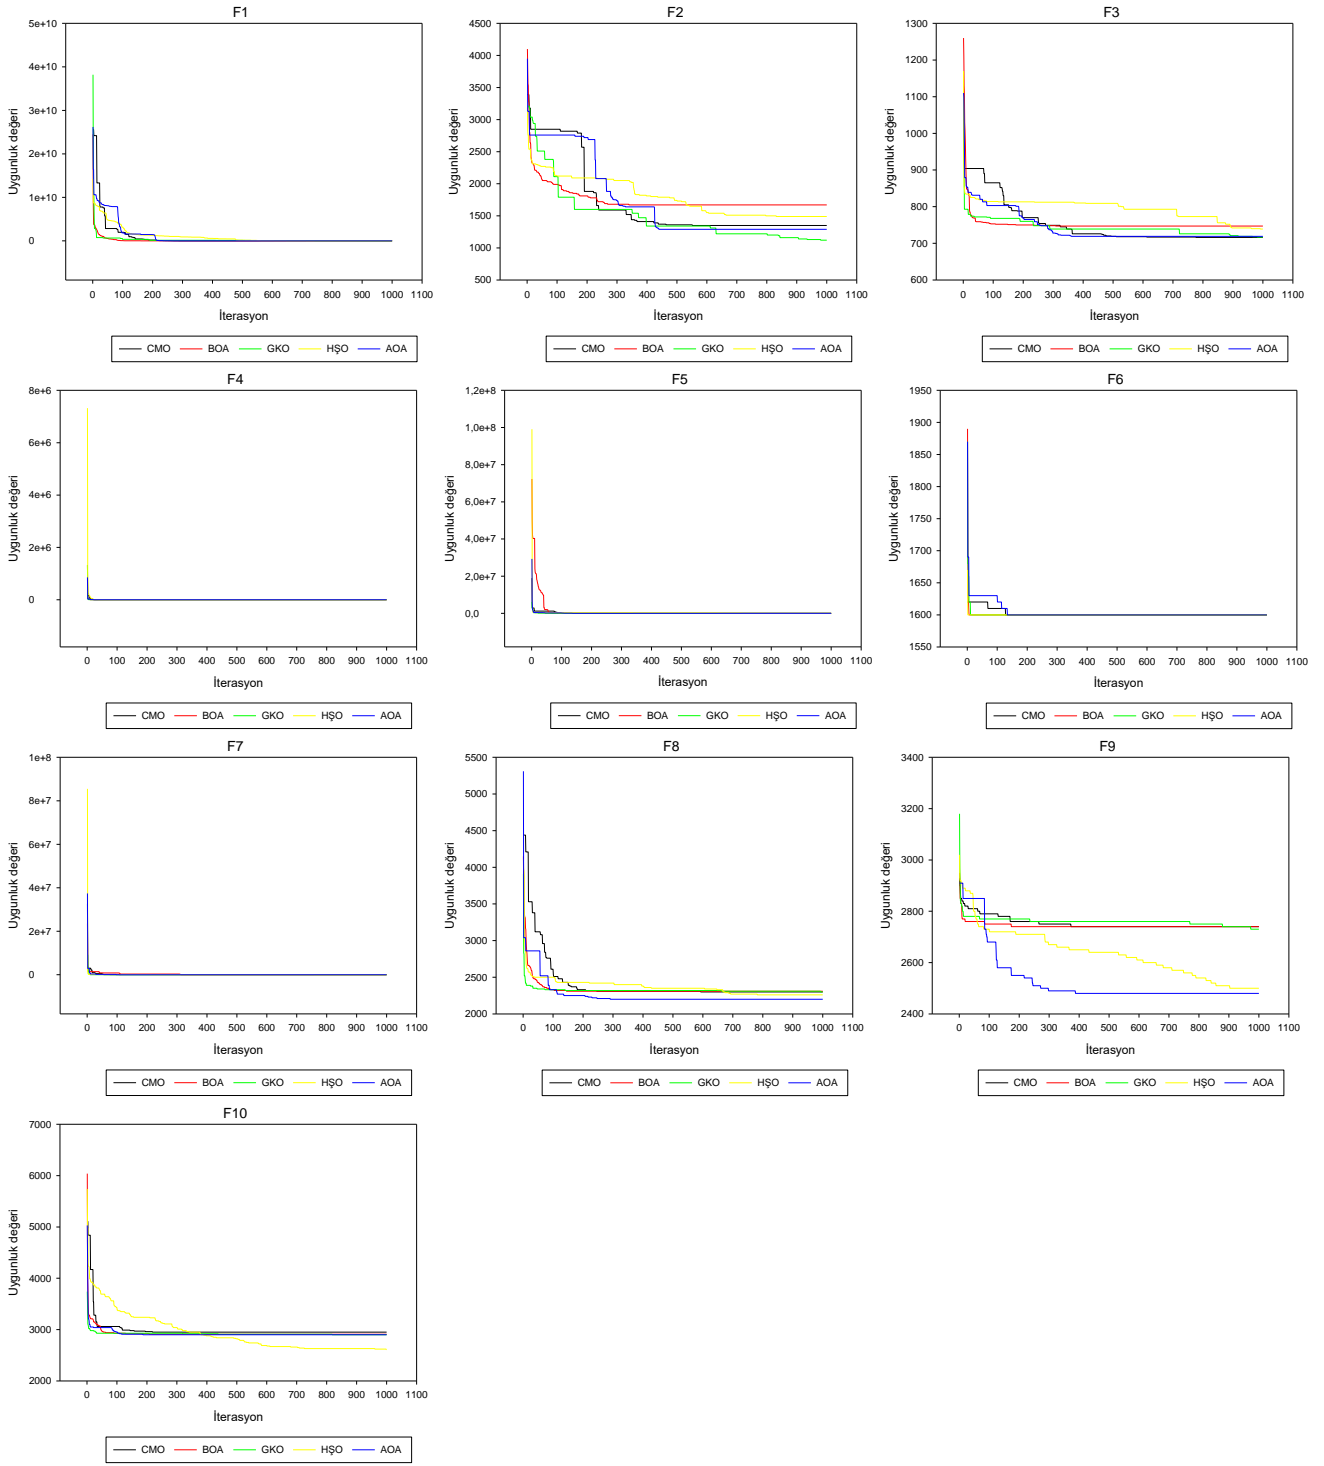 F1
Uygunluk değeri
5e+10
4e+10
3e+10
2e+10
1e+10
0
0 100 200 300 400 500 600 700 800 900 1000 1100
İterasyon
CMO BOA GKO HŞO AOA
F2
Uygunluk değeri
4500
4000
3500
3000
2500
2000
1500
1000
500
0 100 200 300 400 500 600 700 800 900 1000 1100
İterasyon
CMO BOA GKO HŞO AOA
F3
Uygunluk değeri
1300
1200
1100
1000
900
800
700
600
0 100 200 300 400 500 600 700 800 900 1000 1100
İterasyon
CMO BOA GKO HŞO AOA
F4
Uygunluk değeri
8e+6
6e+6
4e+6
2e+6
0
0 100 200 300 400 500 600 700 800 900 1000 1100
İterasyon
CMO BOA GKO HŞO AOA
F5
Uygunluk değeri
1,2e+8
1,0e+8
8,0e+7
6,0e+7
4,0e+7
2,0e+7
0,0
0 100 200 300 400 500 600 700 800 900 1000 1100
İterasyon
CMO BOA GKO HŞO AOA
F6
Uygunluk değeri
1950
1900
1850
1800
1750
1700
1650
1600
1550
0 100 200 300 400 500 600 700 800 900 1000 1100
İterasyon
CMO BOA GKO HŞO AOA
F7
Uygunluk değeri
1e+8
8e+7
6e+7
4e+7
2e+7
0
0 100 200 300 400 500 600 700 800 900 1000 1100
İterasyon
CMO BOA GKO HŞO AOA
F8
Uygunluk değeri
5500
5000
4500
4000
3500
3000
2500
2000
0 100 200 300 400 500 600 700 800 900 1000 1100
İterasyon
CMO BOA GKO HŞO AOA
F9
Uygunluk değeri
3400
3200
3000
2800
2600
2400
0 100 200 300 400 500 600 700 800 900 1000 1100
İterasyon
CMO BOA GKO HŞO AOA
F10
Uygunluk değeri
7000
6000
5000
4000
3000
2000
0 100 200 300 400 500 600 700 800 900 1000 1100
İterasyon
CMO BOA GKO HŞO AOA